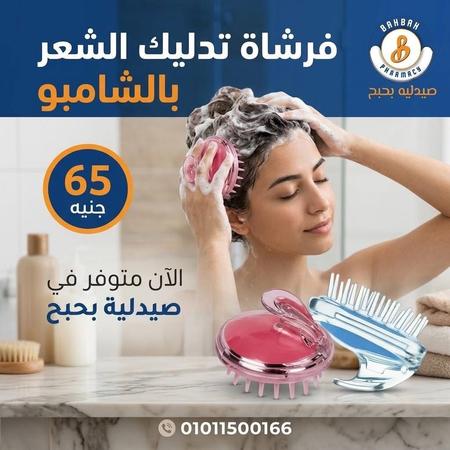 فرشاة تدليك الشعر
بالشامبو
BAHBAH
PHARMACY
صيدليه بحبح
65
جنيه
الآن متوفر في
صيدلية بحبح
01011500166